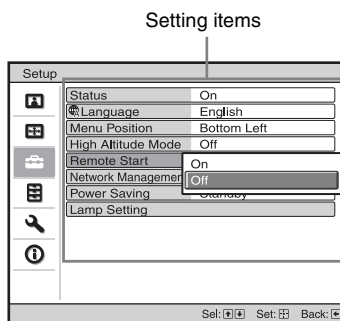 Setting items
Setup
Status On
Language English
Menu Position Bottom Left
High Altitude Mode Off
Remote Start On
Network Managemen Off
Power Saving Standby
Lamp Setting
Sel: Set: Back: